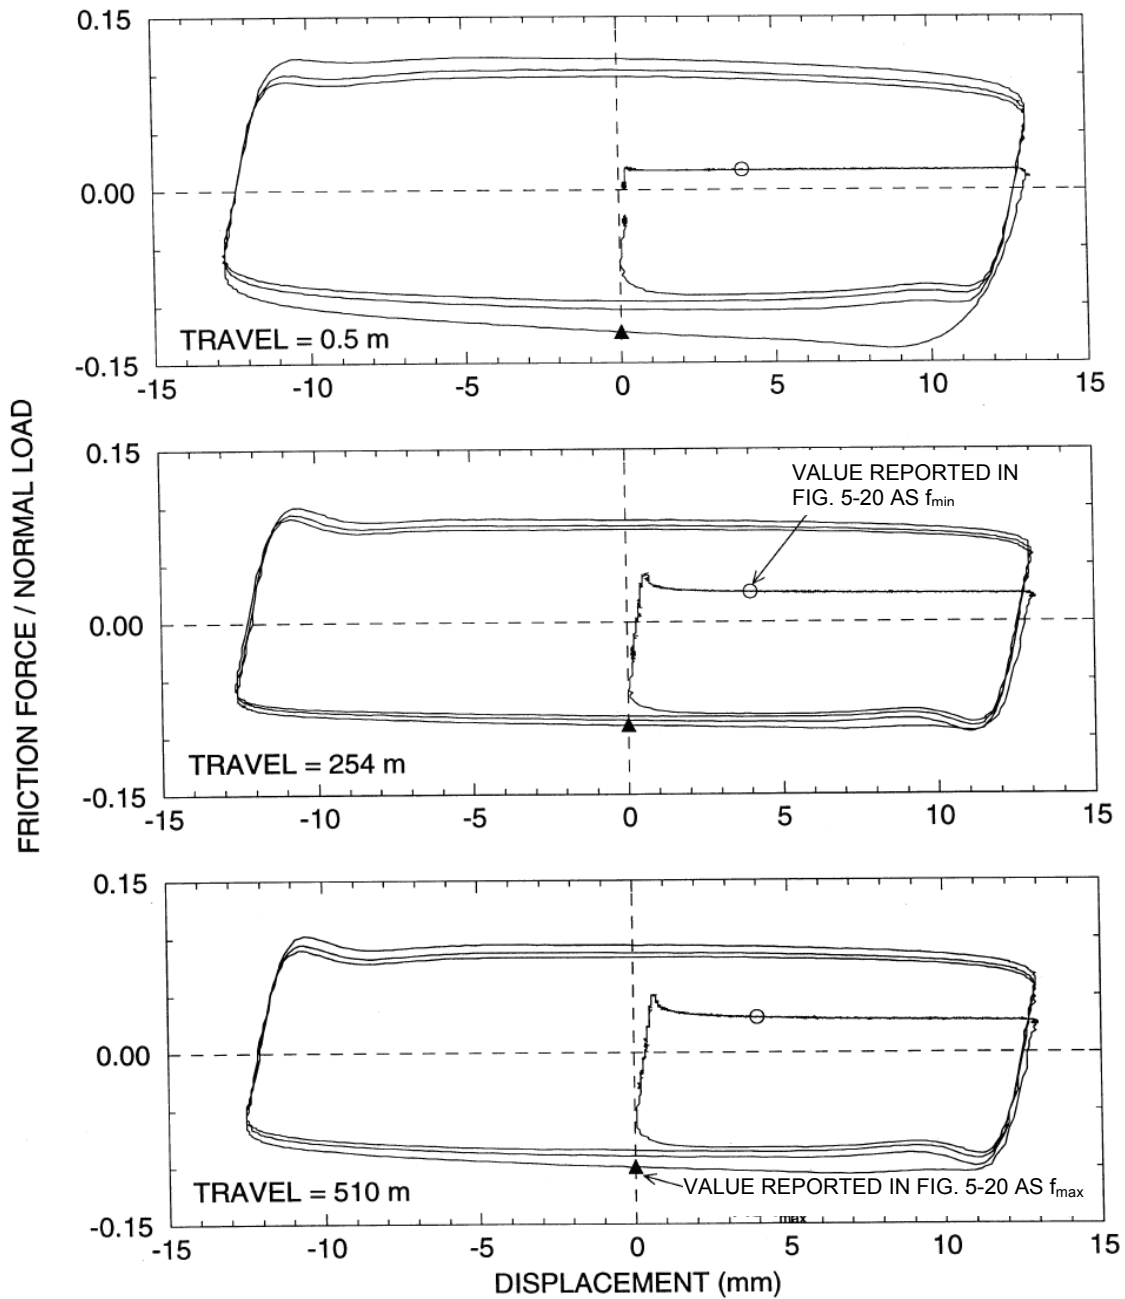 FRICTION FORCE / NORMAL LOAD
0.15
0.00
-0.15
TRAVEL = 0.5 m
-15 -10 -5 0 5 10 15
0.15
0.00
-0.15
VALUE REPORTED IN
FIG. 5-20 AS fmin
TRAVEL = 254 m
-15 -10 -5 0 5 10 15
0.15
0.00
-0.15
TRAVEL = 510 m
VALUE REPORTED IN FIG. 5-20 AS fmax
max
-15 -10 -5 0 5 10 15
DISPLACEMENT (mm)